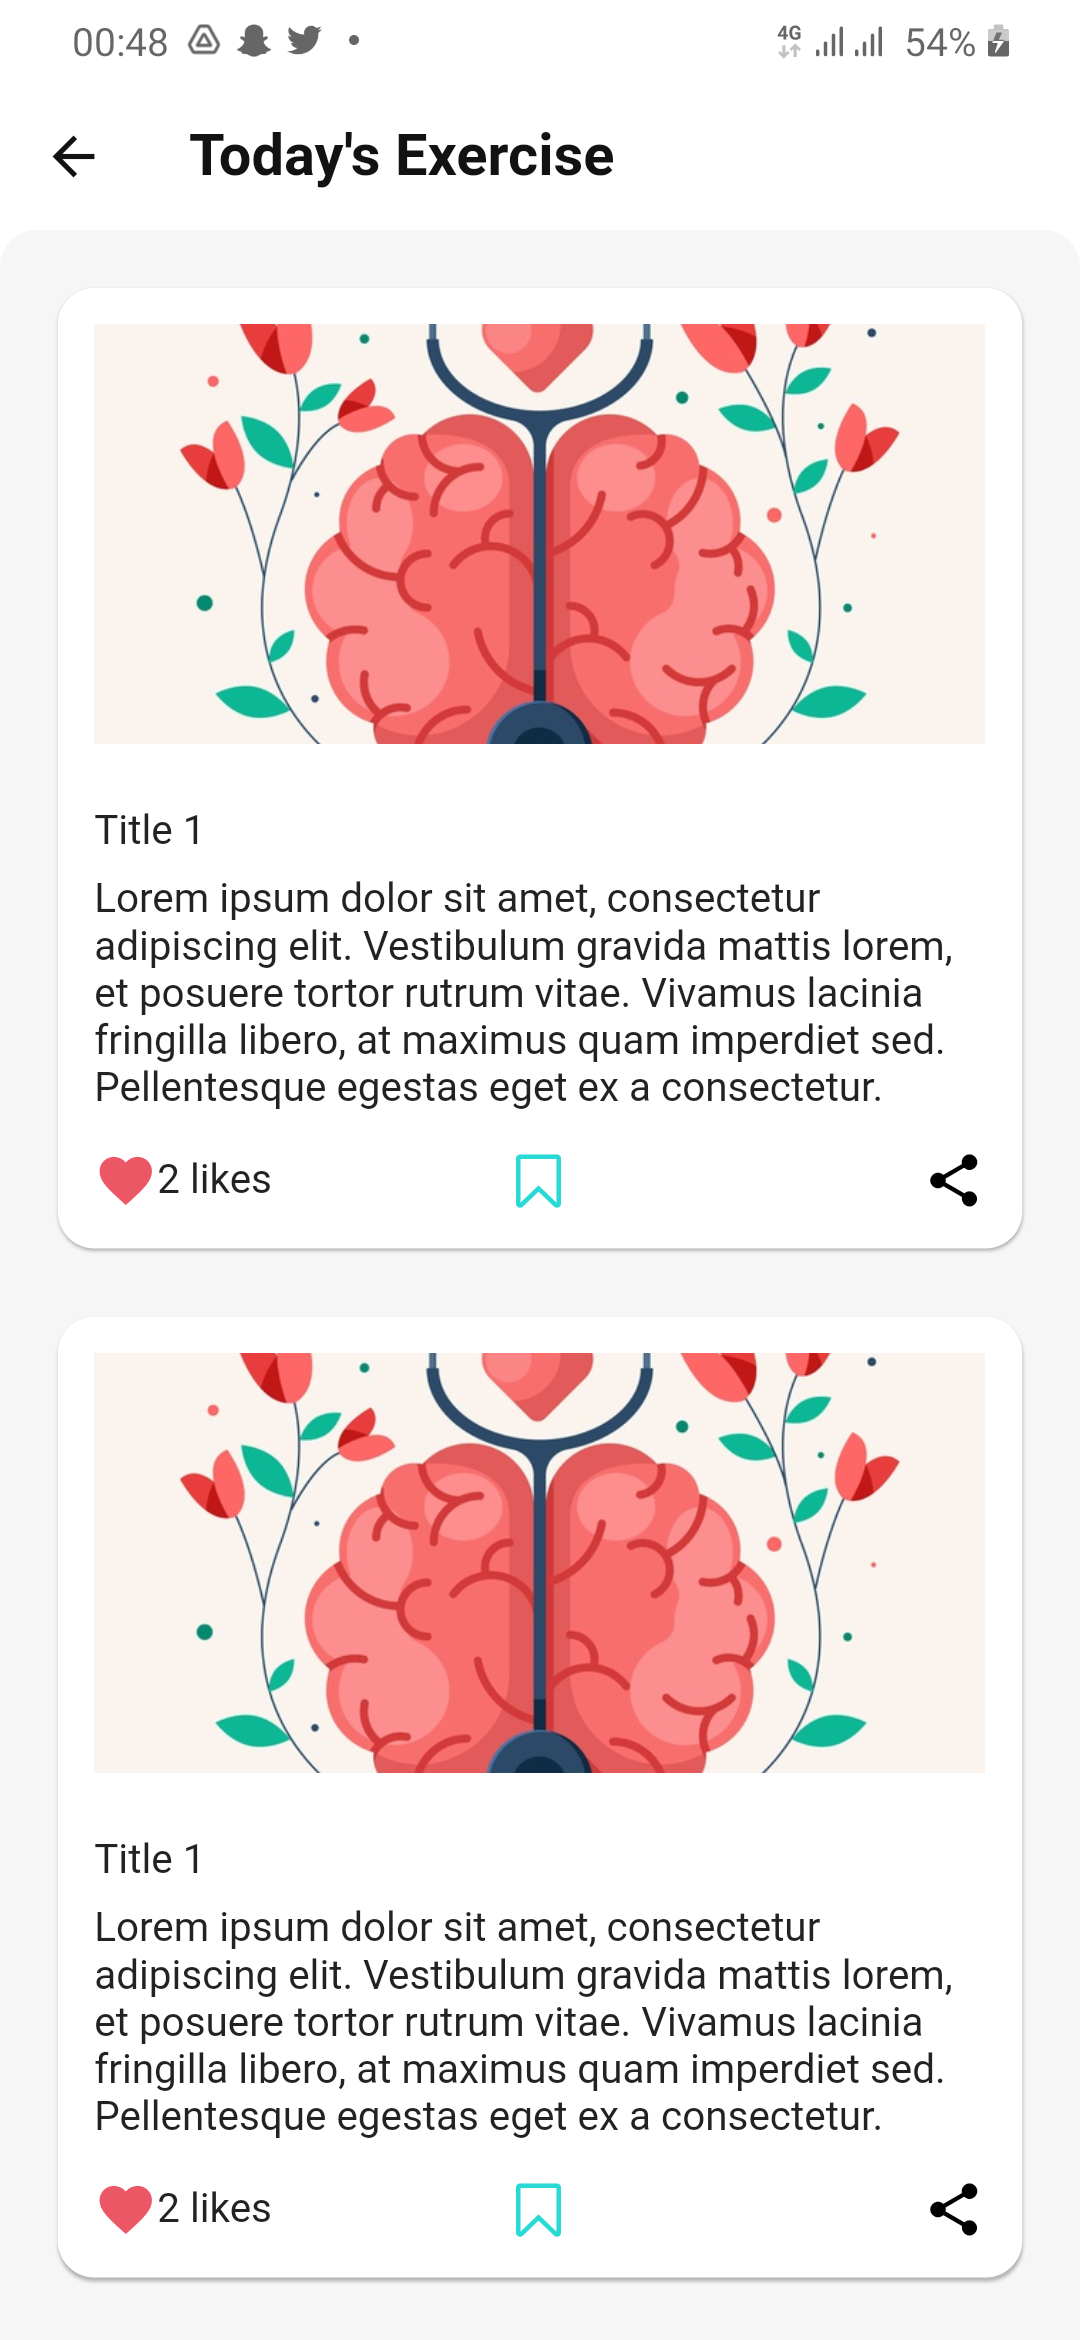 00:48
4G
54%
Today's Exercise
Title 1
Lorem ipsum dolor sit amet, consectetur
adipiscing elit. Vestibulum gravida mattis lorem,
et posuere tortor rutrum vitae. Vivamus lacinia
fringilla libero, at maximus quam imperdiet sed.
Pellentesque egestas eget ex a consectetur.
2 likes
Title 1
Lorem ipsum dolor sit amet, consectetur
adipiscing elit. Vestibulum gravida mattis lorem,
et posuere tortor rutrum vitae. Vivamus lacinia
fringilla libero, at maximus quam imperdiet sed.
Pellentesque egestas eget ex a consectetur.
2 likes